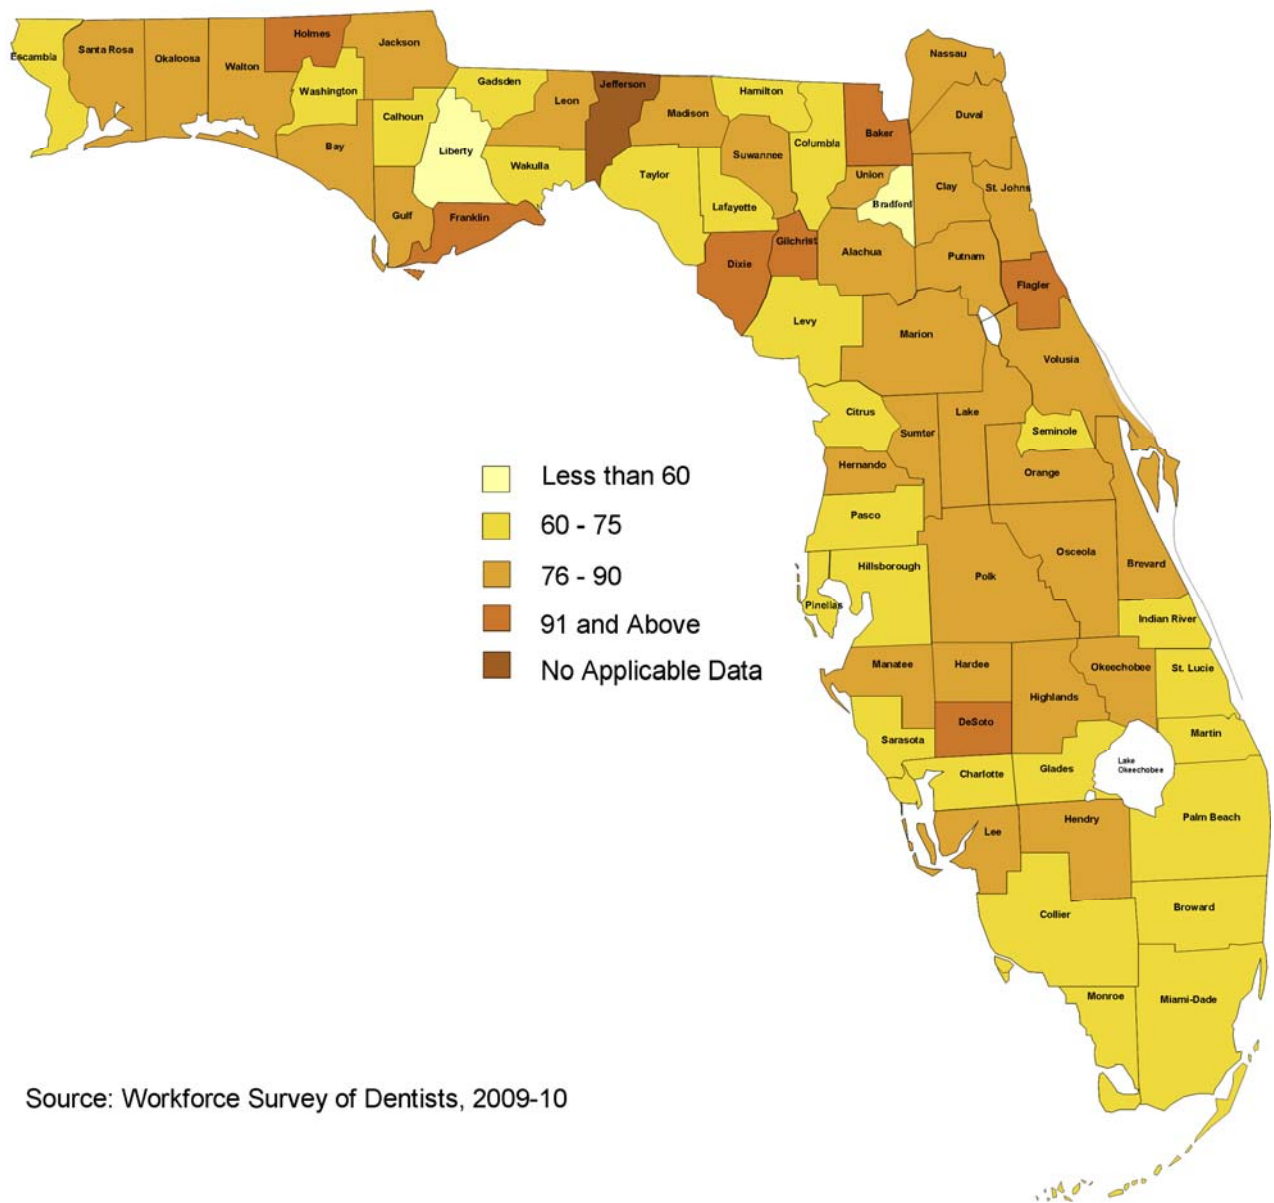 Escambia
Santa Rosa
Okaloosa
Walton
Holmes
Washington
Jackson
Bay
Calhoun
Gulf
Liberty
Franklin
Gadsden
Leon
Wakulla
Jefferson
Madison
Taylor
Hamilton
Suwannee
Lafayette
Columbia
Dixie
Gilchrist
Baker
Union
Bradford
Alachua
Nassau
Duval
Clay
St. Johns
Putnam
Flagler
Levy
Marion
Volusia
Citrus
Sumter
Lake
Seminole
Hernando
Orange
Pasco
Hillsborough
Pinellas
Polk
Osceola
Brevard
Indian River
Manatee
Hardee
Highlands
Okeechobee
St. Lucie
Sarasota
DeSoto
Martin
Charlotte
Glades
Lake
Okeechobee
Lee
Hendry
Palm Beach
Collier
Broward
Monroe
Miami-Dade
Less than 60
60 - 75
76 - 90
91 and Above
No Applicable Data
Source: Workforce Survey of Dentists, 2009-10